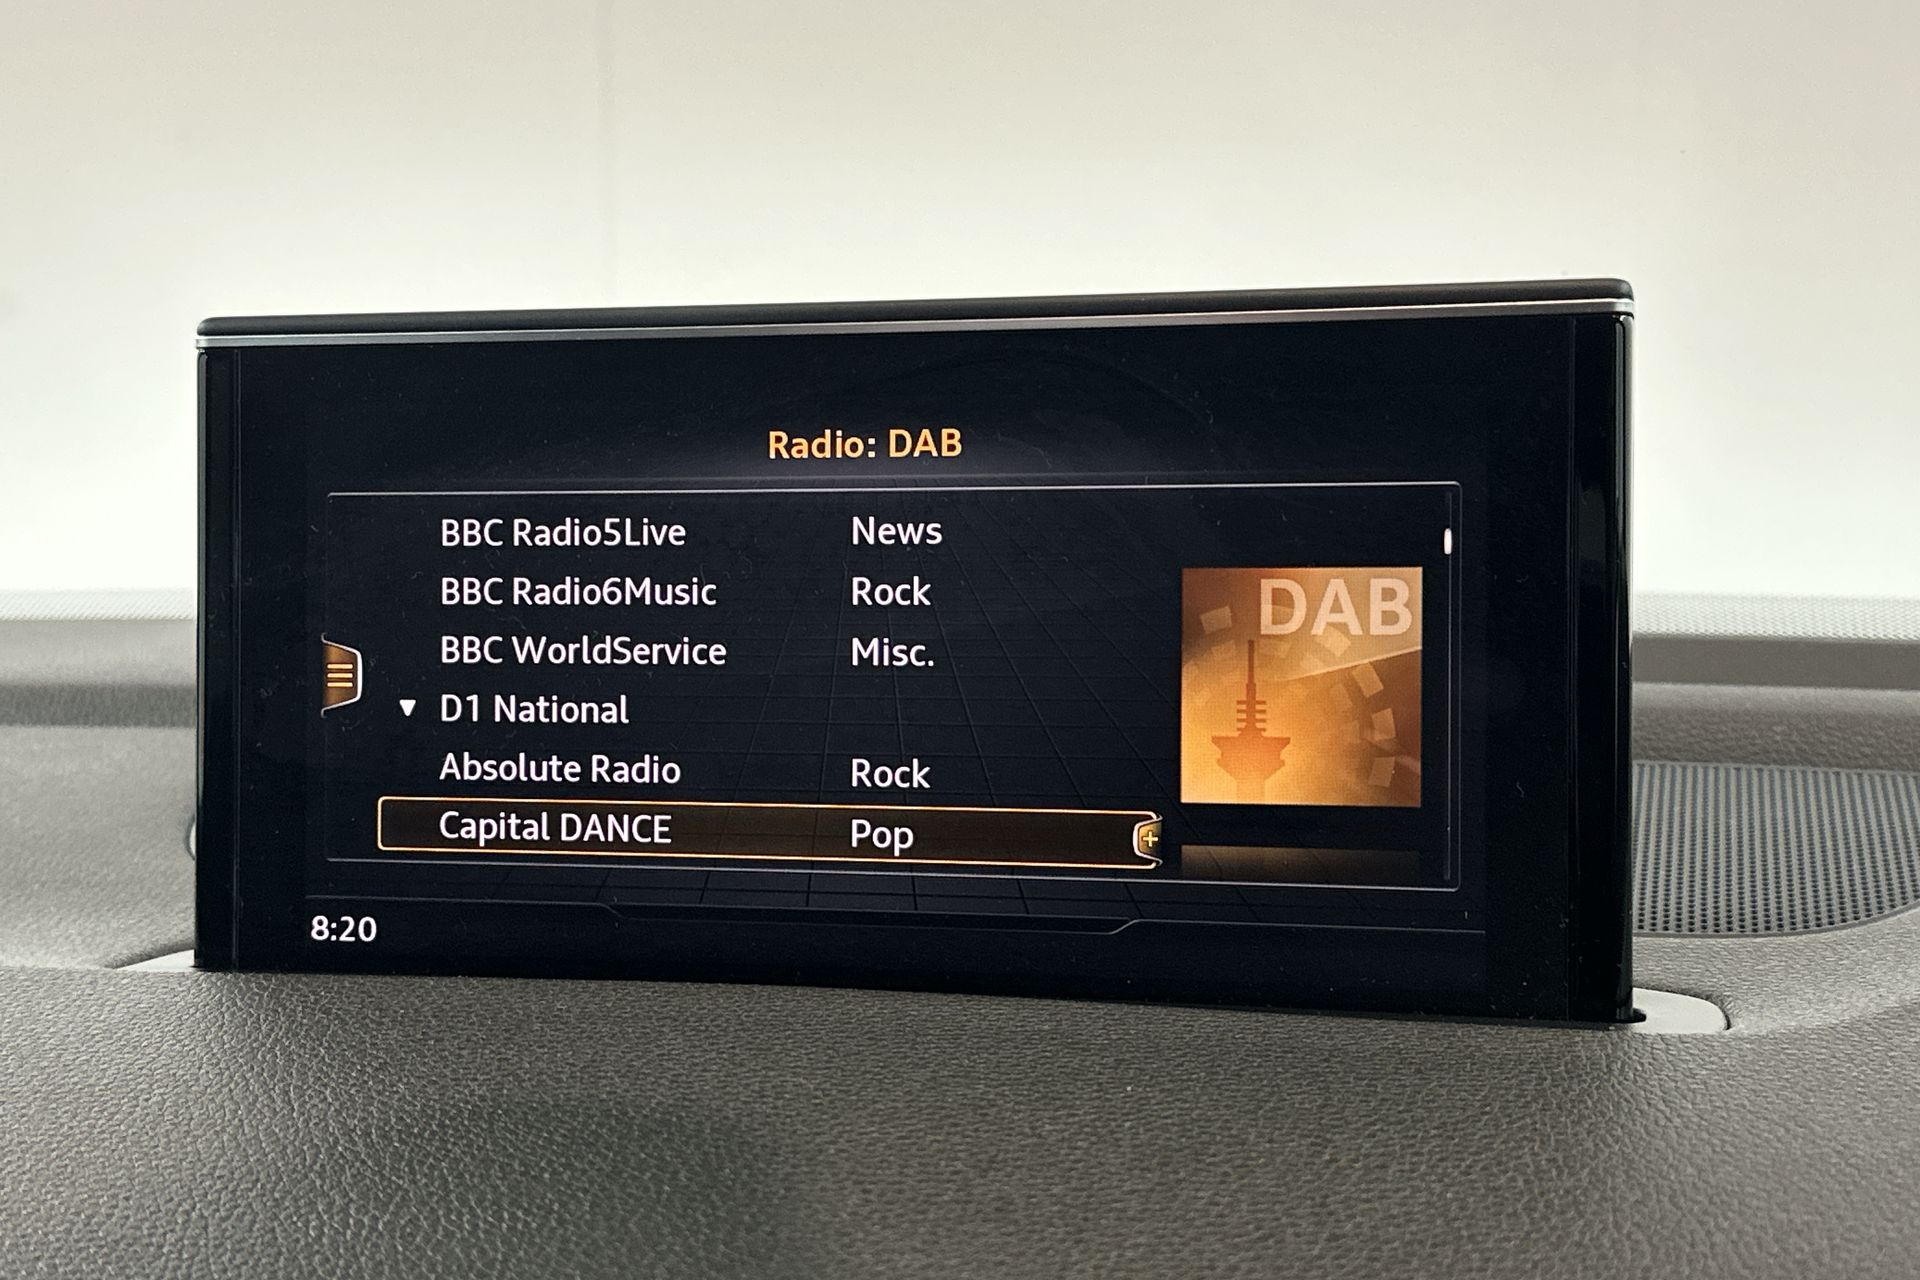 Radio: DAB
BBC Radio5Live News
BBC Radio6Music Rock
BBC WorldService Misc.
D1 National
Absolute Radio Rock
Capital DANCE Pop
DAB
8:20